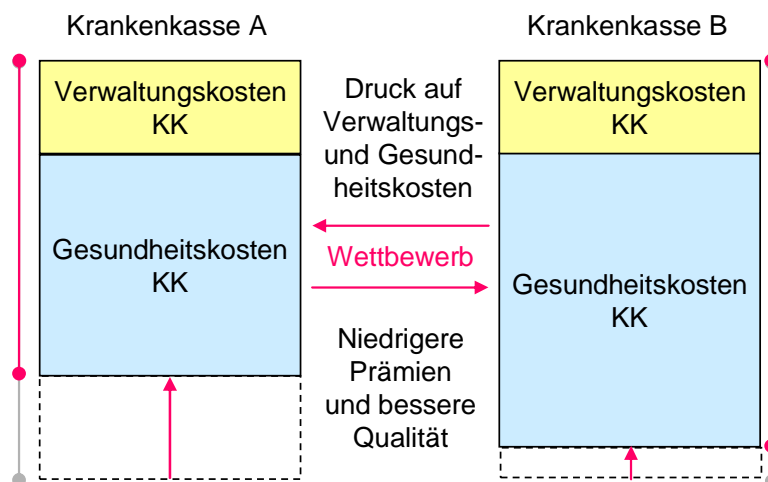 Krankenkasse A
Krankenkasse B
Verwaltungskosten
KK
Druck auf
Verwaltungs-
und Gesund-
heitskosten
Verwaltungskosten
KK
Gesundheitskosten
KK
Wettbewerb
Gesundheitskosten
KK
Niedrigere
Prämien
und bessere
Qualität